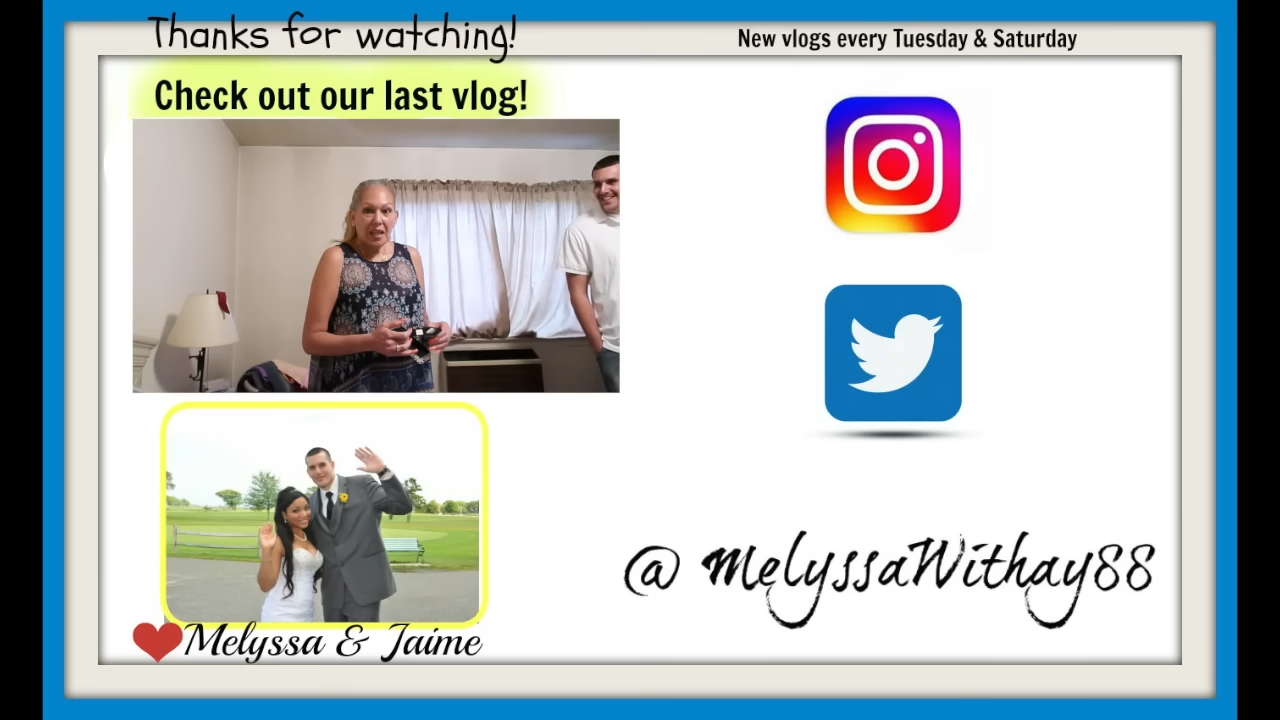 Thanks for watching!
New vlogs every Tuesday & Saturday
Check out our last vlog!
@ MelyssaWithay88
Melyssa & Jaime